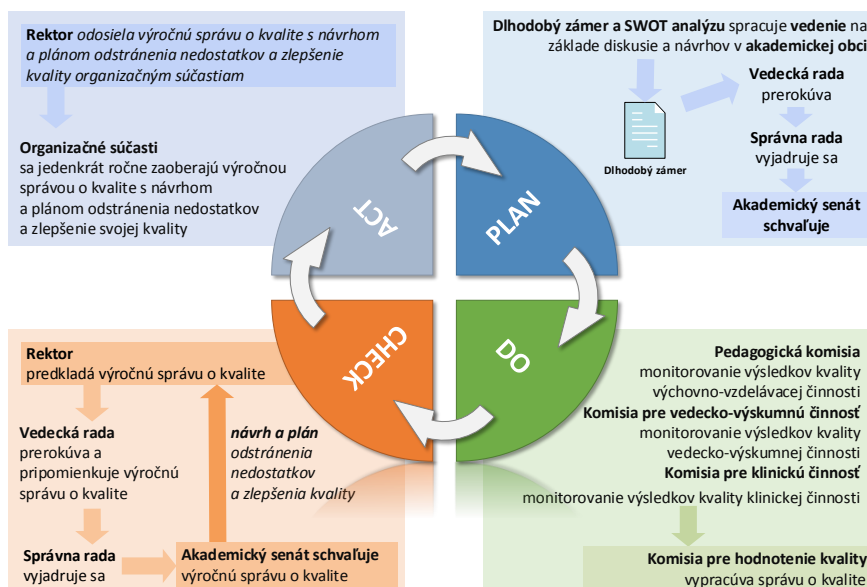 Rektor odosiela výročnú správu o kvalite s návrhom
a plánom odstránenia nedostatkov a zlepšenie
kvality organizačným súčastiam
Organizačné súčasti
sa jedenkrát ročne zaoberajú výročnou
správou o kvalite s návrhom
a plánom odstránenia nedostatkov
a zlepšenie svojej kvality
Dlhodobý zámer a SWOT analýzu spracuje vedenie na
základe diskusie a návrhov v akademickej obci
Vedecká rada
prerokúva
Dlhodobý zámer
Správna rada
vyjadruje sa
Akademický senát
schvaľuje
ACT
PLAN
CHECK
DO
Rektor
predkladá výročnú správu o kvalite
Vedecká rada
prerokúva a
pripomienkuje výročnú
správu o kvalite
návrh a plán
odstránenia
nedostatkov
a zlepšenia kvality
Správna rada
vyjadruje sa
Akademický senát schvaľuje
výročnú správu o kvalite
Pedagogická komisia
monitorovanie výsledkov kvality
výchovno-vzdelávacej činnosti
Komisia pre vedecko-výskumnú činnosť
monitorovanie výsledkov kvality
vedecko-výskumnej činnosti
Komisia pre klinickú činnosť
monitorovanie výsledkov kvality klinickej činnosti
Komisia pre hodnotenie kvality
vypracúva správu o kvalite